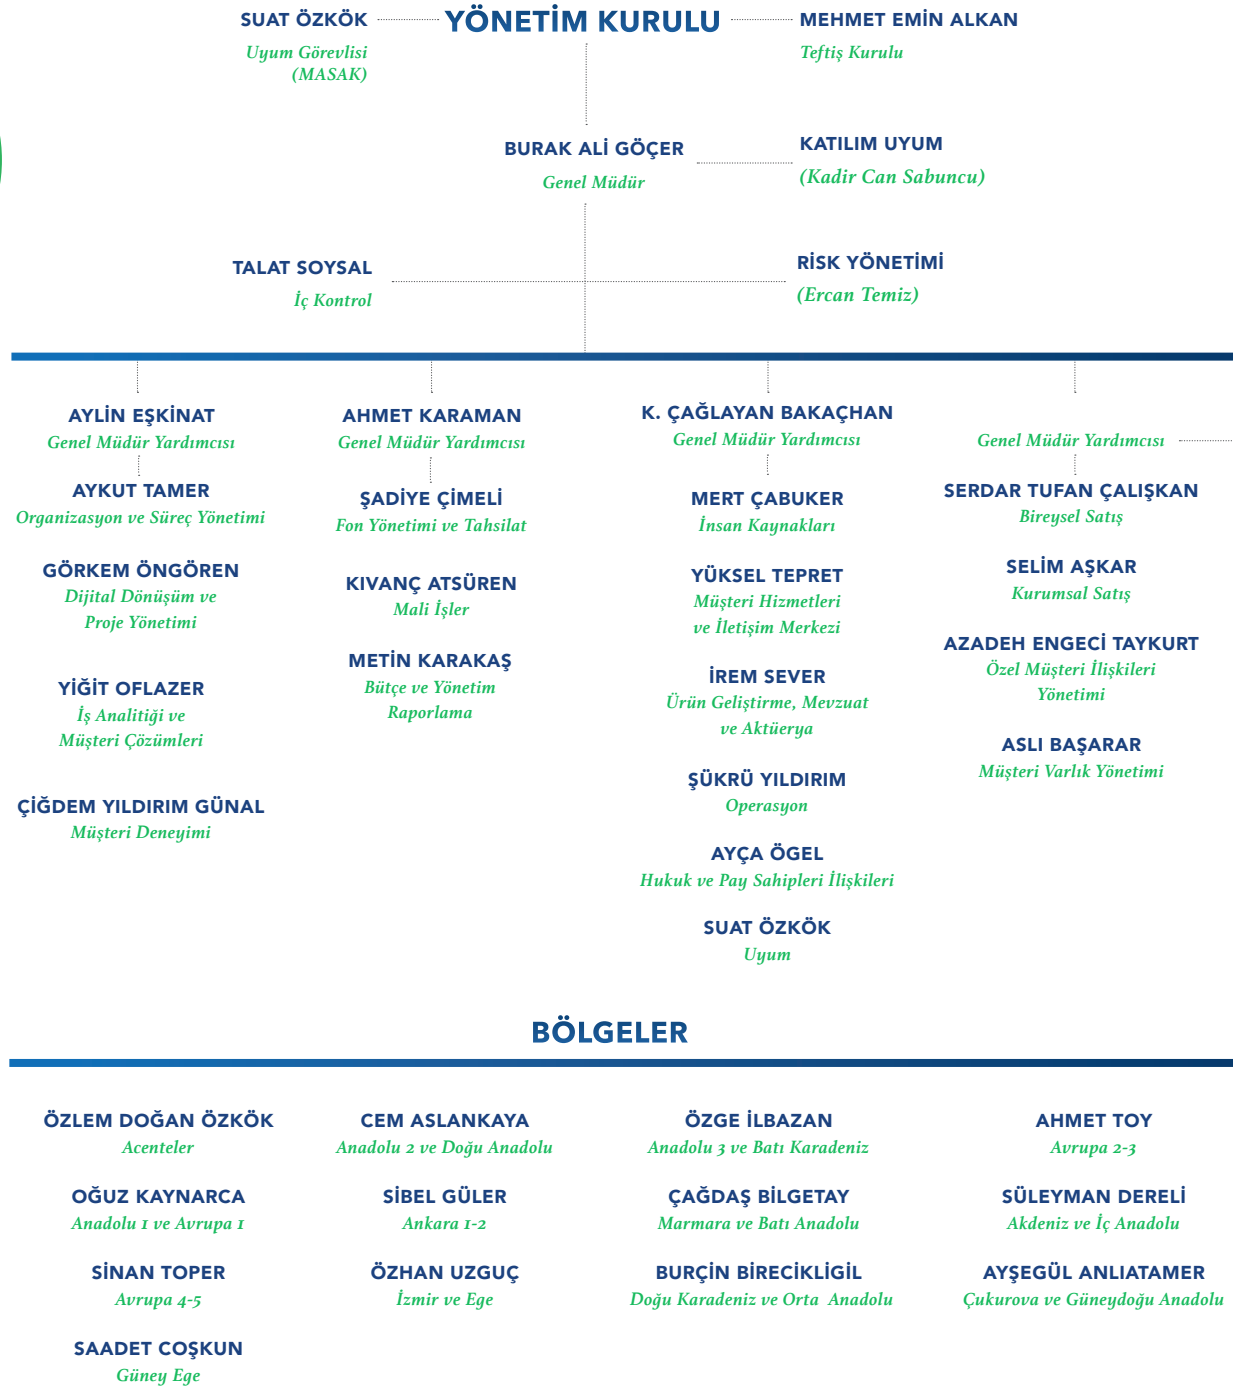 SUAT ÖZKÖK
Uyum Görevlisi
(MASAK)
YÖNETİM KURULU
MEHMET EMİN ALKAN
Teftiş Kurulu
BURAK ALİ GÖÇER
Genel Müdür
KATILIM UYUM
(Kadir Can Sabuncu)
TALAT SOYSAL
İç Kontrol
RİSK YÖNETİMİ
(Ercan Temiz)
AYLİN EŞKİNAT
Genel Müdür Yardımcısı
AYKUT TAMER
Organizasyon ve Süreç Yönetimi
GÖRKEM ÖNGÖREN
Dijital Dönüşüm ve
Proje Yönetimi
YİĞİT OFLAZER
İş Analitiği ve
Müşteri Çözümleri
ÇİĞDEM YILDIRIM GÜNAL
Müşteri Deneyimi
AHMET KARAMAN
Genel Müdür Yardımcısı
ŞADİYE ÇİMELİ
Fon Yönetimi ve Tahsilat
KIVANÇ ATSÜREN
Mali İşler
METİN KARAKAŞ
Bütçe ve Yönetim
Raporlama
K. ÇAĞLAYAN BAKAÇHAN
Genel Müdür Yardımcısı
MERT ÇABUKER
İnsan Kaynakları
YÜKSEL TEPRET
Müşteri Hizmetleri
ve İletişim Merkezi
İREM SEVER
Ürün Geliştirme, Mevzuat
ve Aktüerya
ŞÜKRÜ YILDIRIM
Operasyon
AYÇA ÖGEL
Hukuk ve Pay Sahipleri İlişkileri
SUAT ÖZKÖK
Uyum
Genel Müdür Yardımcısı
SERDAR TUFAN ÇALIŞKAN
Bireysel Satış
SELİM AŞKAR
Kurumsal Satış
AZADEH ENGECİ TAYKURT
Özel Müşteri İlişkileri
Yönetimi
ASLI BAŞARAR
Müşteri Varlık Yönetimi
BÖLGELER
ÖZLEM DOĞAN ÖZKÖK
Acenteler
OĞUZ KAYNARCA
Anadolu 1 ve Avrupa 1
SİNAN TOPER
Avrupa 4-5
SAADET COŞKUN
Güney Ege
CEM ASLANKAYA
Anadolu 2 ve Doğu Anadolu
SİBEL GÜLER
Ankara 1-2
ÖZHAN UZGUÇ
İzmir ve Ege
ÖZGE İLBAZAN
Anadolu 3 ve Batı Karadeniz
ÇAĞDAŞ BİLGETAY
Marmara ve Batı Anadolu
BURÇİN BİRECİKLİGİL
Doğu Karadeniz ve Orta Anadolu
AHMET TOY
Avrupa 2-3
SÜLEYMAN DERELİ
Akdeniz ve İç Anadolu
AYŞEGÜL ANLIATAMER
Çukurova ve Güneydoğu Anadolu